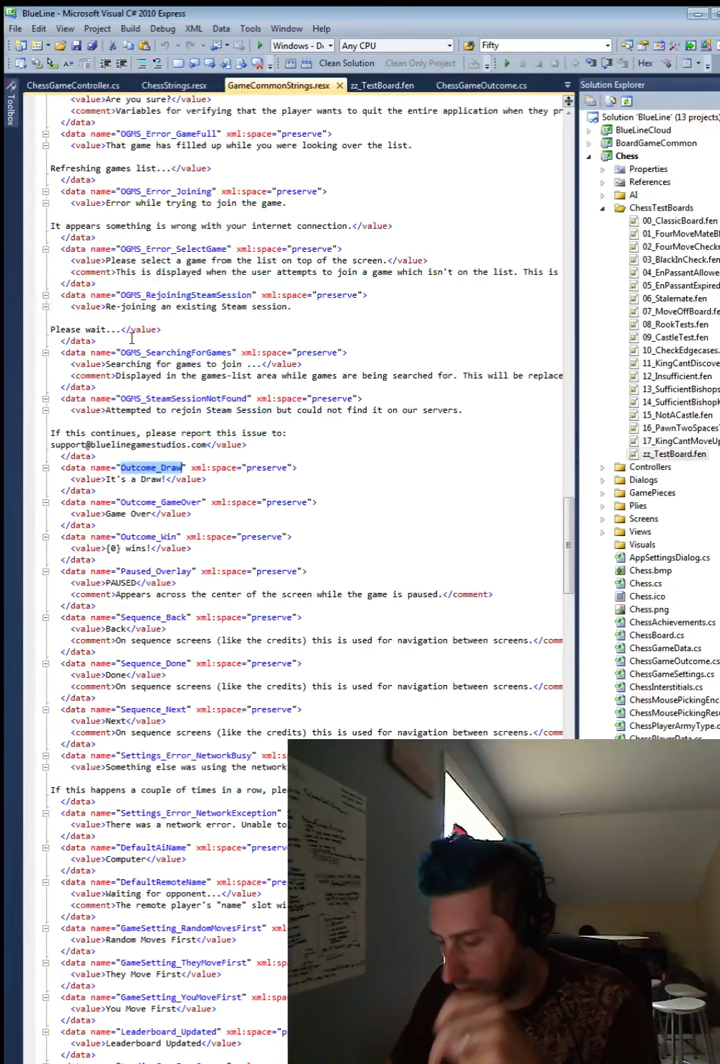 BlueLine - Microsoft Visual C# 2010 Express
File Edit View Project Build Debug XML Data Tools Window Help
Windows - D Any CPU Fifty
Clean Solution Clean Only Hex
ChessGameController.cs ChessStrings.resx GameCommonStrings.resx zz_TestBoard.fen ChessGameOutcome.cs
Toolbox
<value>Are you sure?</value>
<comment>Variables for verifying that the player wants to quit the entire application when they pr
</data>
<data name="OGMS_Error_GameFull" xml:space="preserve">
<value>That game has filled up while you were looking over the list.
Refreshing games list...</value>
</data>
<data name="OGMS_Error_Joining" xml:space="preserve">
<value>Error while trying to join the game.
It appears something is wrong with your internet connection.</value>
</data>
<data name="OGMS_Error_SelectGame" xml:space="preserve">
<value>Please select a game from the list on top of the screen.</value>
<comment>This is displayed when the user attempts to join a game which isn't on the list. This is
</data>
<data name="OGMS_RejoiningSteamSession" xml:space="preserve">
<value>Re-joining an existing Steam session.
Please wait...</value>
</data>
<data name="OGMS_SearchingForGames" xml:space="preserve">
<value>Searching for games to join ...</value>
<comment>Displayed in the games-list area while games are being searched for. This will be replace
</data>
<data name="OGMS_SteamSessionNotFound" xml:space="preserve">
<value>Attempted to rejoin Steam Session but could not find it on our servers.
If this continues, please report this issue to:
support@bluelinegamestudios.com</value>
</data>
<data name="Outcome_Draw" xml:space="preserve">
<value>It's a Draw!</value>
</data>
<data name="Outcome_GameOver" xml:space="preserve">
<value>Game Over</value>
</data>
<data name="Outcome_Win" xml:space="preserve">
<value>{0} wins!</value>
</data>
<data name="Paused_Overlay" xml:space="preserve">
<value>PAUSED</value>
<comment>Appears across the center of the screen while the game is paused.</comment>
</data>
<data name="Sequence_Back" xml:space="preserve">
<value>Back</value>
<comment>On sequence screens (like the credits) this is used for navigation between screens.</comm
</data>
<data name="Sequence_Done" xml:space="preserve">
<value>Done</value>
<comment>On sequence screens (like the credits) this is used for navigation between screens.</comm
</data>
<data name="Sequence_Next" xml:space="preserve">
<value>Next</value>
<comment>On sequence screens (like the credits) this is used for navigation between screens.</comm
</data>
<data name="Settings_Error_NetworkBusy"
<value>Something else was using the network
If this happens a couple of times in a row, ple
</data>
<data name="Settings_Error_NetworkException"
<value>There was a network error. Unable to
</data>
<data name="DefaultAiName" xml:space="preser
<value>Computer</value>
</data>
<data name="DefaultRemoteName" xml:space="pr
<value>Waiting for opponent...</value>
<comment>The remote player's "name" slot wi
</data>
<data name="GameSetting_RandomMovesFirst" xm
<value>Random Moves First</value>
</data>
<data name="GameSetting_TheyMoveFirst" xml:s
<value>They Move First</value>
</data>
<data name="GameSetting_YouMoveFirst" xml:sp
<value>You Move First</value>
</data>
<data name="Leaderboard_Updated" xml:space="
<value>Leaderboard Updated</value>
</data>
Solution Explorer
Solution 'BlueLine' (13 projects)
BlueLineCloud
BoardGameCommon
Chess
Properties
References
AI
ChessTestBoards
00_ClassicBoard.fen
01_FourMoveMateBl
02_FourMoveCheckn
03_BlackInCheck.fen
04_EnPassantAllowe
05_EnPassantExpired
06_Stalemate.fen
07_MoveOffBoard.f
08_RookTests.fen
09_CastleTest.fen
10_CheckEdgecases.
11_KingCantDiscove
12_Insufficient.fen
13_SufficientBishops
14_SufficientBishopK
15_NotACastle.fen
16_PawnTwoSpaces
17_KingCantMoveUp
zz_TestBoard.fen
Controllers
Dialogs
GamePieces
Plies
Screens
Views
Visuals
AppSettingsDialog.cs
Chess.bmp
Chess.cs
Chess.ico
Chess.png
ChessAchievements.cs
ChessBoard.cs
ChessGameData.cs
ChessGameOutcome.cs
ChessGameSettings.cs
ChessInterstitials.cs
ChessMousePickingEnc
ChessMousePickingResu
ChessPlayerArmyType.c